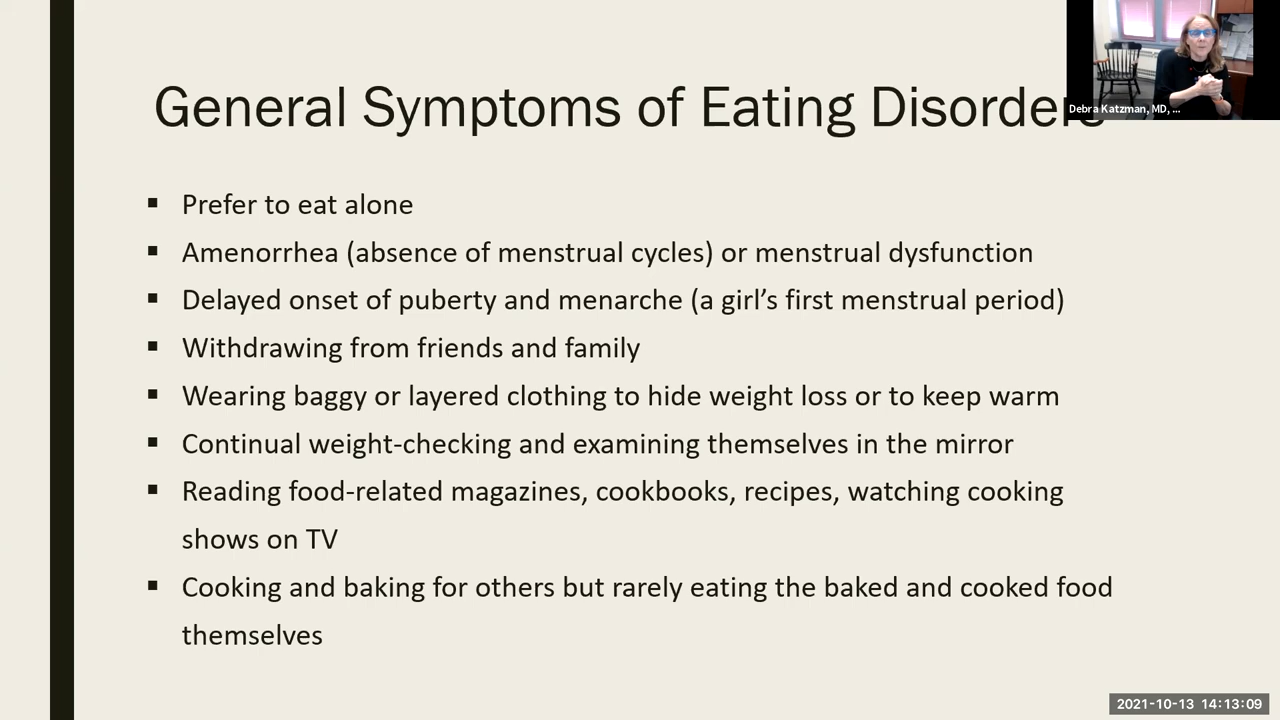 General Symptoms of Eating Disorders
Debra Katzman, MD, ...
▪ Prefer to eat alone
▪ Amenorrhea (absence of menstrual cycles) or menstrual dysfunction
▪ Delayed onset of puberty and menarche (a girl’s first menstrual period)
▪ Withdrawing from friends and family
▪ Wearing baggy or layered clothing to hide weight loss or to keep warm
▪ Continual weight-checking and examining themselves in the mirror
▪ Reading food-related magazines, cookbooks, recipes, watching cooking
shows on TV
▪ Cooking and baking for others but rarely eating the baked and cooked food
themselves
2021-10-13 14:13:09